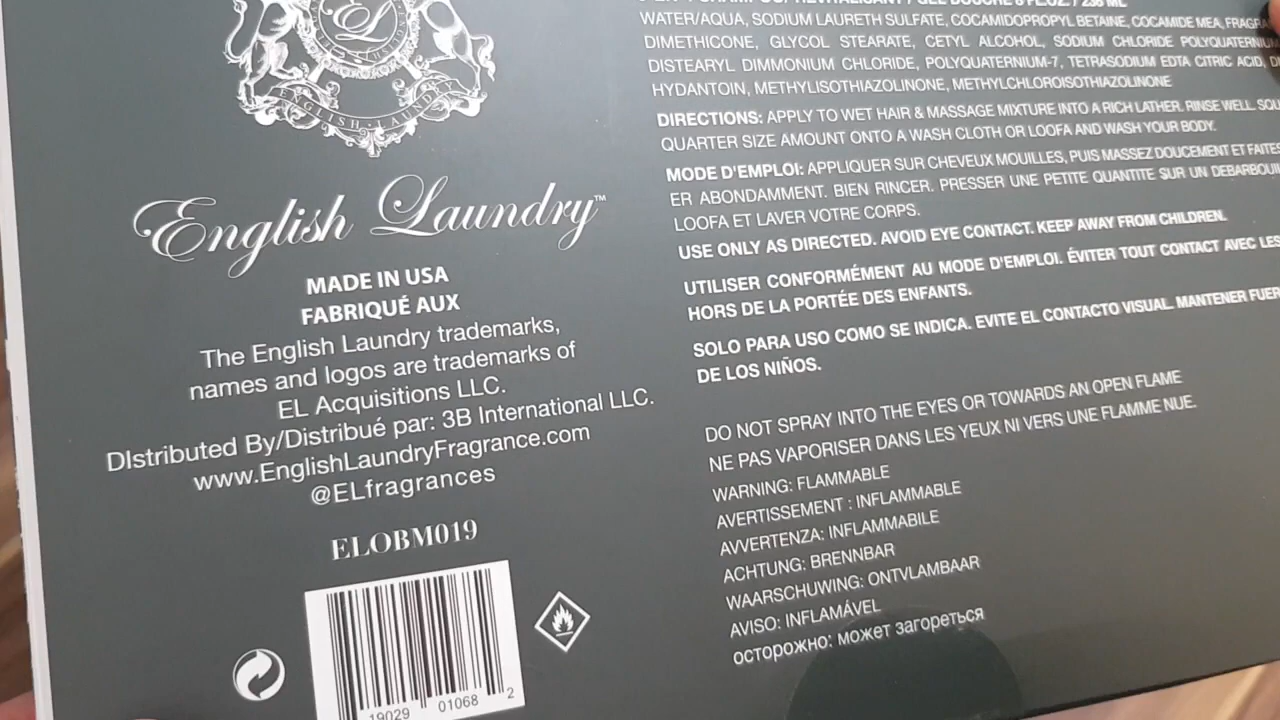 ENGLISH • LAUNDRY
English Laundry™
MADE IN USA
FABRIQUÉ AUX
The English Laundry trademarks,
names and logos are trademarks of
EL Acquisitions LLC.
DIstributed By/Distribué par: 3B International LLC.
www.EnglishLaundryFragrance.com
@ELfragrances
ELOBM019
19029 01068 2
WATER/AQUA, SODIUM LAURETH SULFATE, COCAMIDOPROPYL BETAINE, COCAMIDE MEA,
DIMETHICONE, GLYCOL STEARATE, CETYL ALCOHOL, SODIUM CHLORIDE
DISTEARYL DIMMONIUM CHLORIDE, POLYQUATERNIUM-7, TETRASODIUM EDTA CITRIC ACID,
HYDANTOIN, METHYLISOTHIAZOLINONE, METHYLCHLOROISOTHIAZOLINONE
DIRECTIONS: APPLY TO WET HAIR & MASSAGE MIXTURE INTO A RICH LATHER. RINSE WELL.
QUARTER SIZE AMOUNT ONTO A WASH CLOTH OR LOOFA AND WASH YOUR BODY.
MODE D'EMPLOI: APPLIQUER SUR CHEVEUX MOUILLES, PUIS MASSEZ DOUCEMENT ET FAITES
ER ABONDAMMENT. BIEN RINCER. PRESSER UNE PETITE QUANTITE SUR UN
LOOFA ET LAVER VOTRE CORPS.
USE ONLY AS DIRECTED. AVOID EYE CONTACT. KEEP AWAY FROM CHILDREN.
UTILISER CONFORMÉMENT AU MODE D'EMPLOI. ÉVITER TOUT CONTACT AVEC LES
HORS DE LA PORTÉE DES ENFANTS.
SOLO PARA USO COMO SE INDICA. EVITE EL CONTACTO VISUAL. MANTENER
DE LOS NIÑOS.
DO NOT SPRAY INTO THE EYES OR TOWARDS AN OPEN FLAME
NE PAS VAPORISER DANS LES YEUX NI VERS UNE FLAMME NUE.
WARNING: FLAMMABLE
AVERTISSEMENT : INFLAMMABLE
AVVERTENZA: INFLAMMABILE
ACHTUNG: BRENNBAR
WAARSCHUWING: ONTVLAMBAAR
AVISO: INFLAMÁVEL
осторожно: может загореться